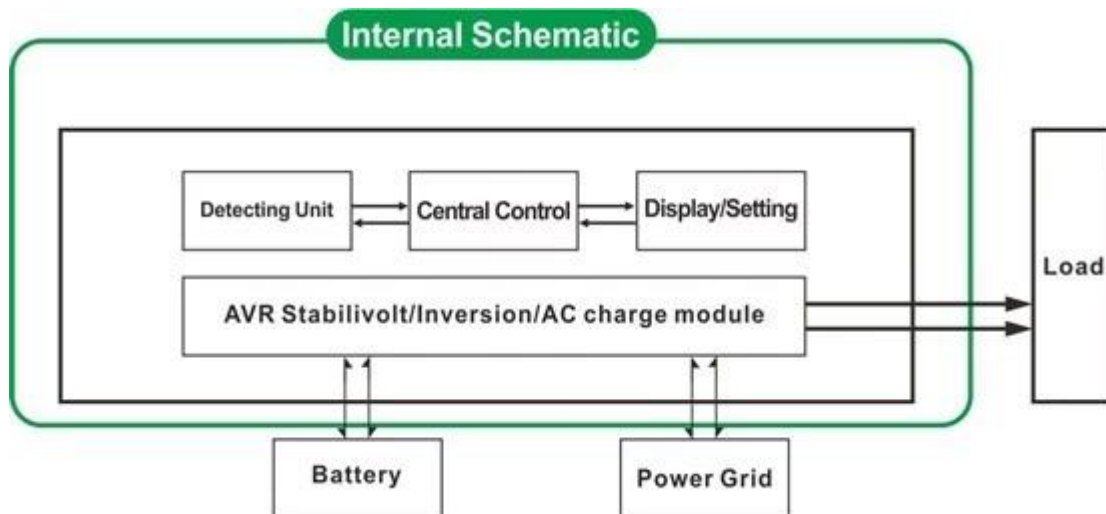 Internal Schematic
Detecting Unit
Central Control
Display/Setting
AVR Stabilivolt/Inversion/AC charge module
Load
Battery
Power Grid